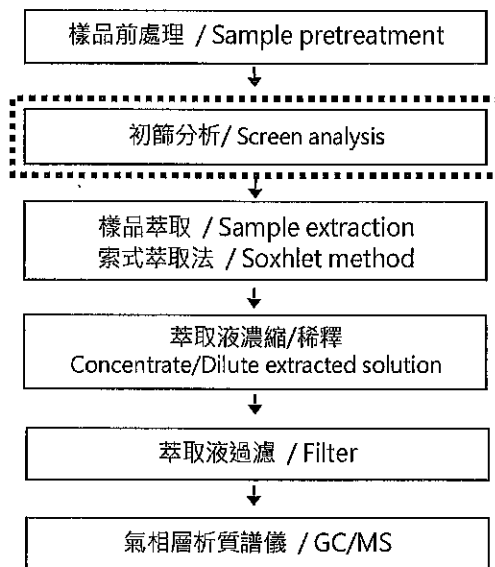 樣品前處理 / Sample pretreatment
初篩分析/ Screen analysis
樣品萃取 / Sample extraction
索式萃取法 / Soxhlet method
萃取液濃縮/稀釋
Concentrate/Dilute extracted solution
萃取液過濾 / Filter
氣相層析質譜儀 / GC/MS